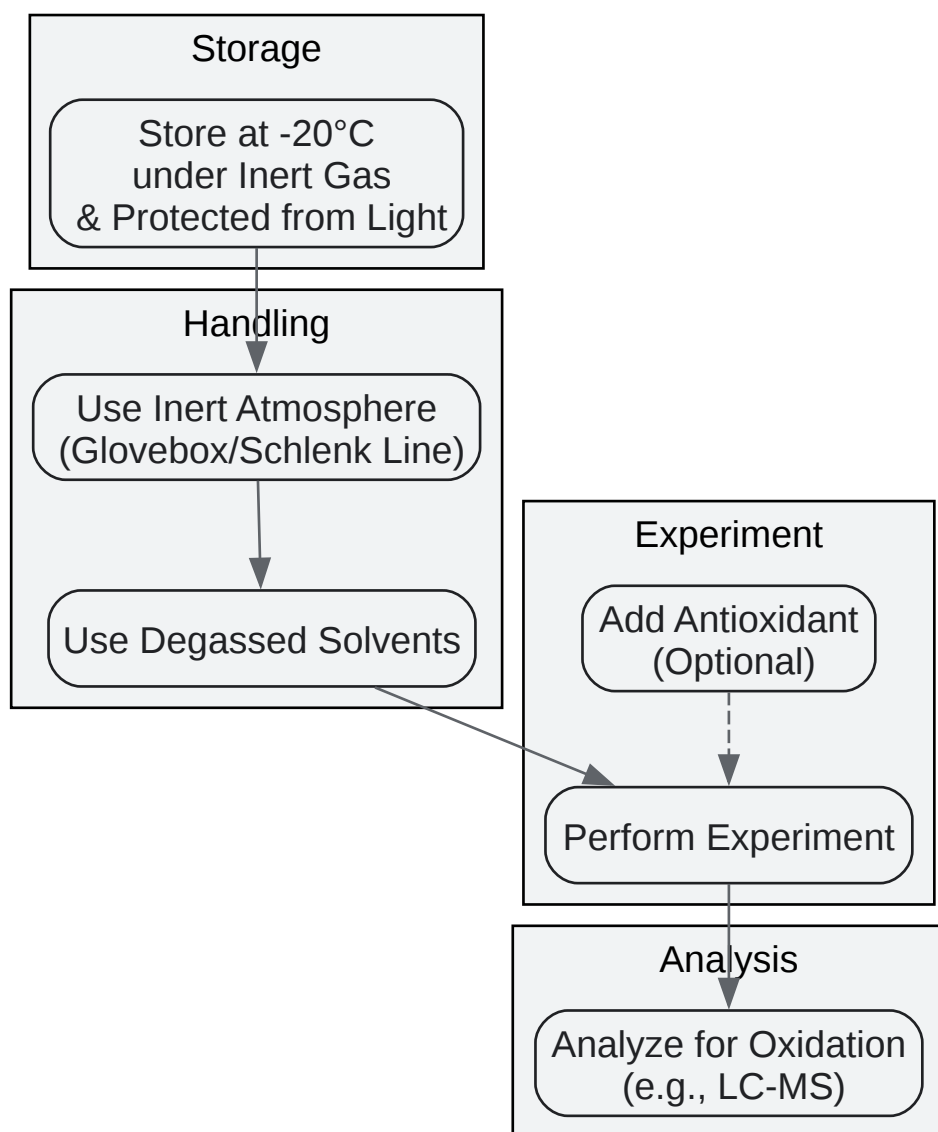 Storage
Store at -20°C
under Inert Gas
& Protected from Light
Handling
Use Inert Atmosphere
(Glovebox/Schlenk Line)
Use Degassed Solvents
Experiment
Add Antioxidant
(Optional)
Perform Experiment
Analysis
Analyze for Oxidation
(e.g., LC-MS)